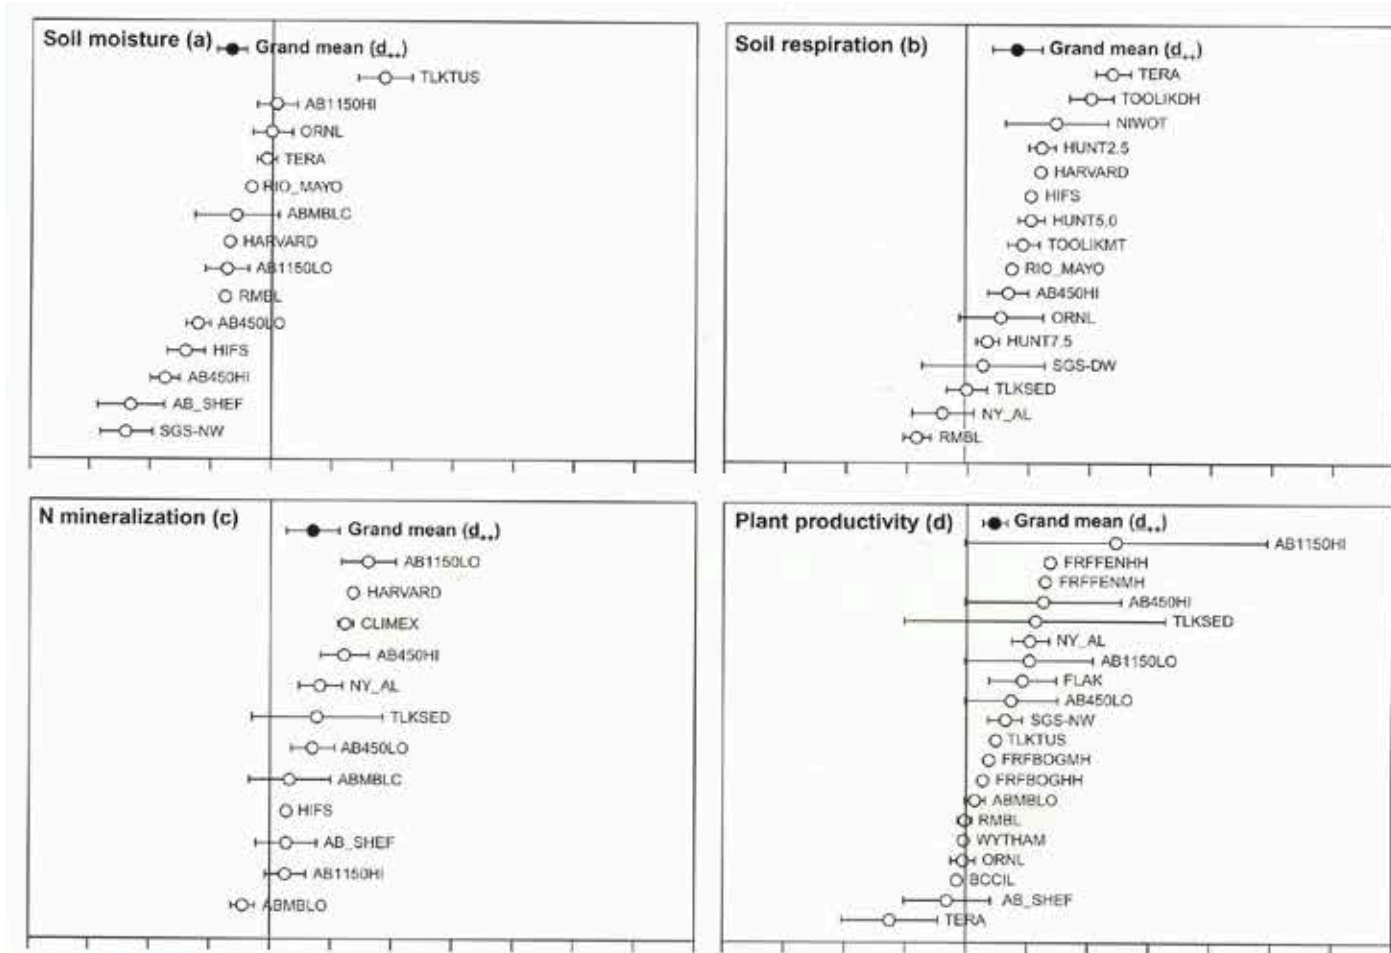 Soil moisture (a)
Grand mean (d++)
TLKTUS
AB1150HI
ORNL
TERA
RIO_MAYO
ABMBLC
HARVARD
AB1150LO
RMBL
AB450LO
HIFS
AB450HI
AB_SHEF
SGS-NW
Soil respiration (b)
Grand mean (d++)
TERA
TOOLIKDH
NIWOT
HUNT2.5
HARVARD
HIFS
HUNT5.0
TOOLIKMT
RIO_MAYO
AB450HI
ORNL
HUNT7.5
SGS-DW
TLKSED
NY_AL
RMBL
N mineralization (c)
Grand mean (d++)
AB1150LO
HARVARD
CLIMEX
AB450HI
NY_AL
TLKSED
AB450LO
ABMBLC
HIFS
AB_SHEF
AB1150HI
ABMBLO
Plant productivity (d)
Grand mean (d++)
AB1150HI
FRFFENHH
FRFFENMH
AB450HI
TLKSED
NY_AL
AB1150LO
FLAK
AB450LO
SGS-NW
TLKTUS
FRFBOGMH
FRFBOGHH
ABMBLO
RMBL
WYTHAM
ORNL
BCCIL
AB_SHEF
TERA